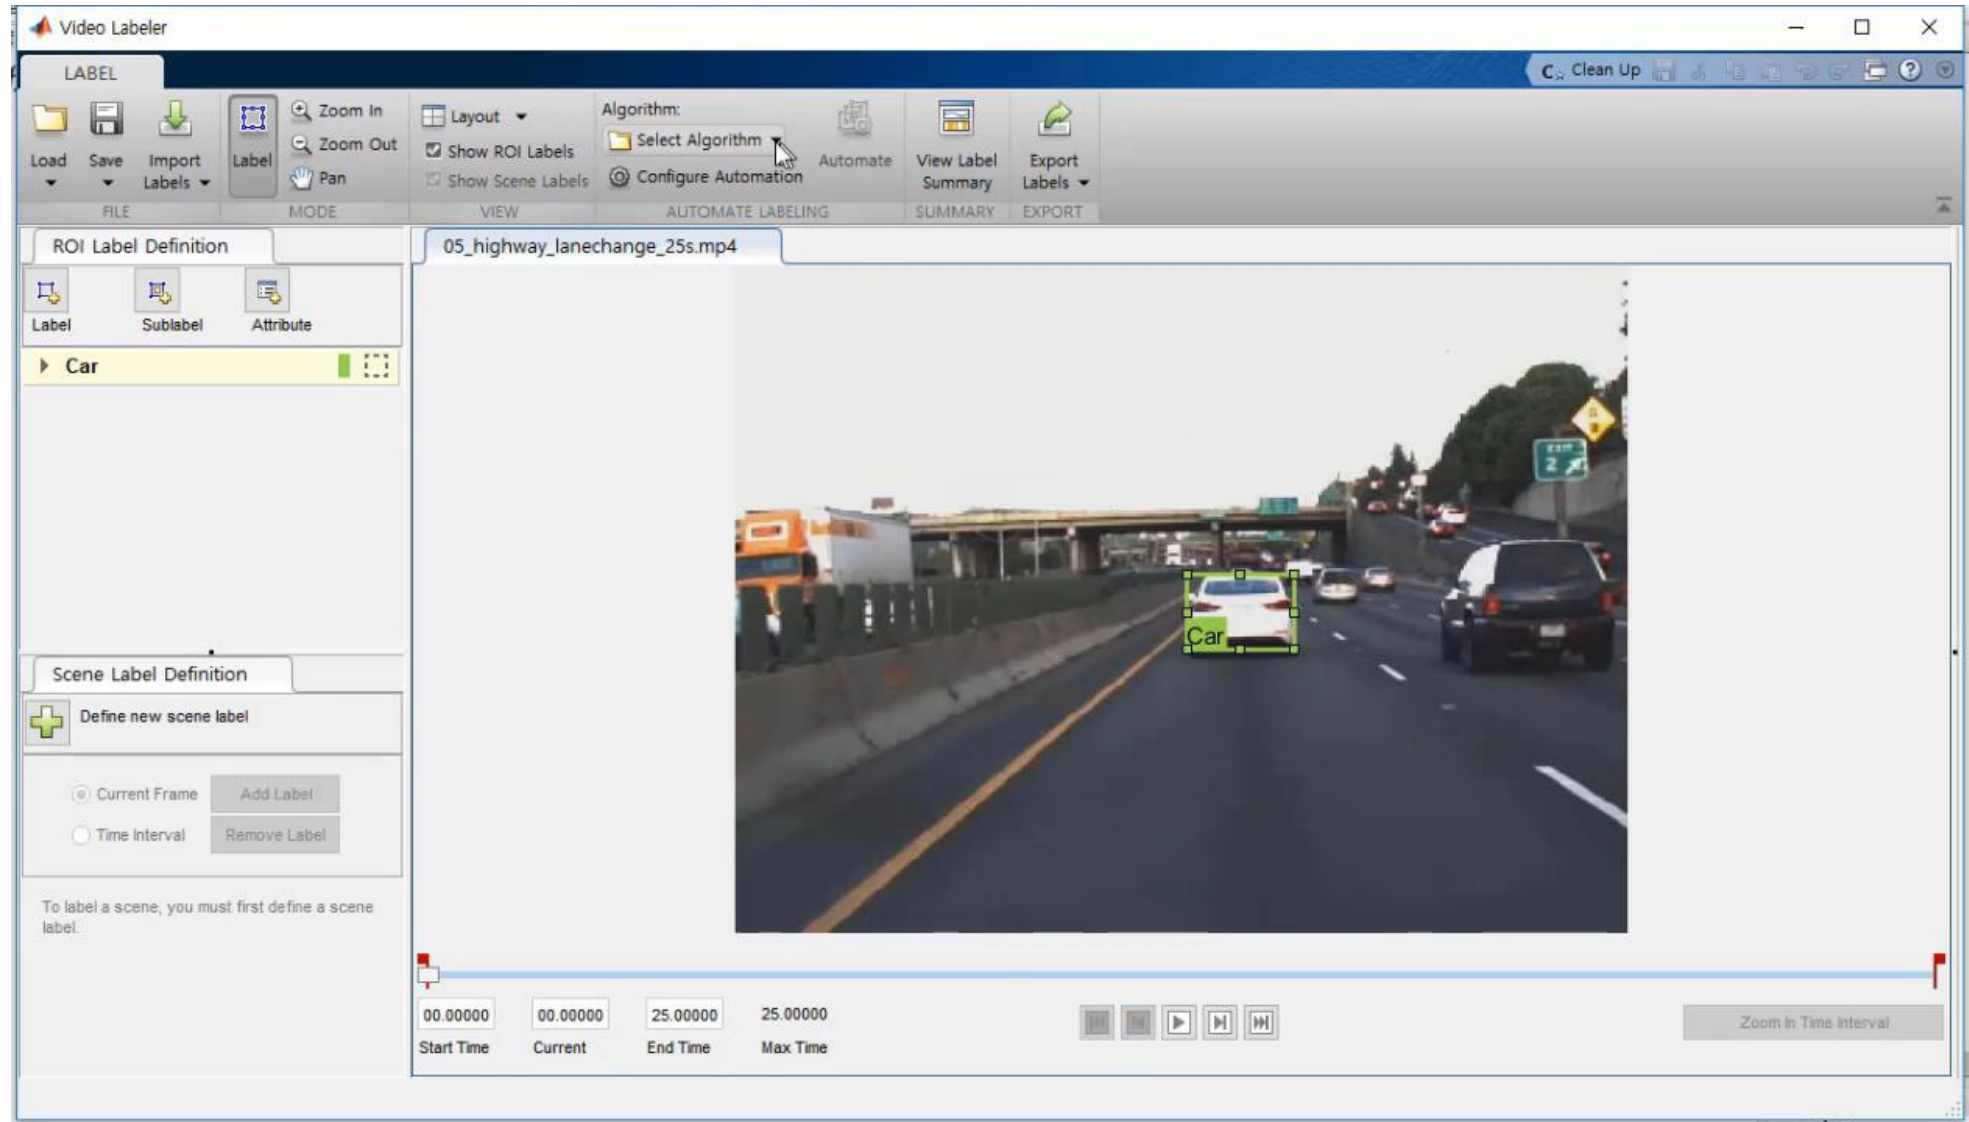 Video Labeler
LABEL
Clean Up
Load
Save
Import
Labels
Label
Zoom In
Zoom Out
Pan
Layout
Show ROI Labels
Show Scene Labels
Algorithm:
Select Algorithm
Configure Automation
Automate
View Label
Summary
Export
Labels
FILE
MODE
VIEW
AUTOMATE LABELING
SUMMARY
EXPORT
ROI Label Definition
Label
Sublabel
Attribute
Car
Scene Label Definition
Define new scene label
Current Frame
Add Label
Time Interval
Remove Label
To label a scene, you must first define a scene
label.
05_highway_lanechange_25s.mp4
EXIT
2
Car
00.00000
00.00000
25.00000
25.00000
Start Time
Current
End Time
Max Time
Zoom In Time Interval